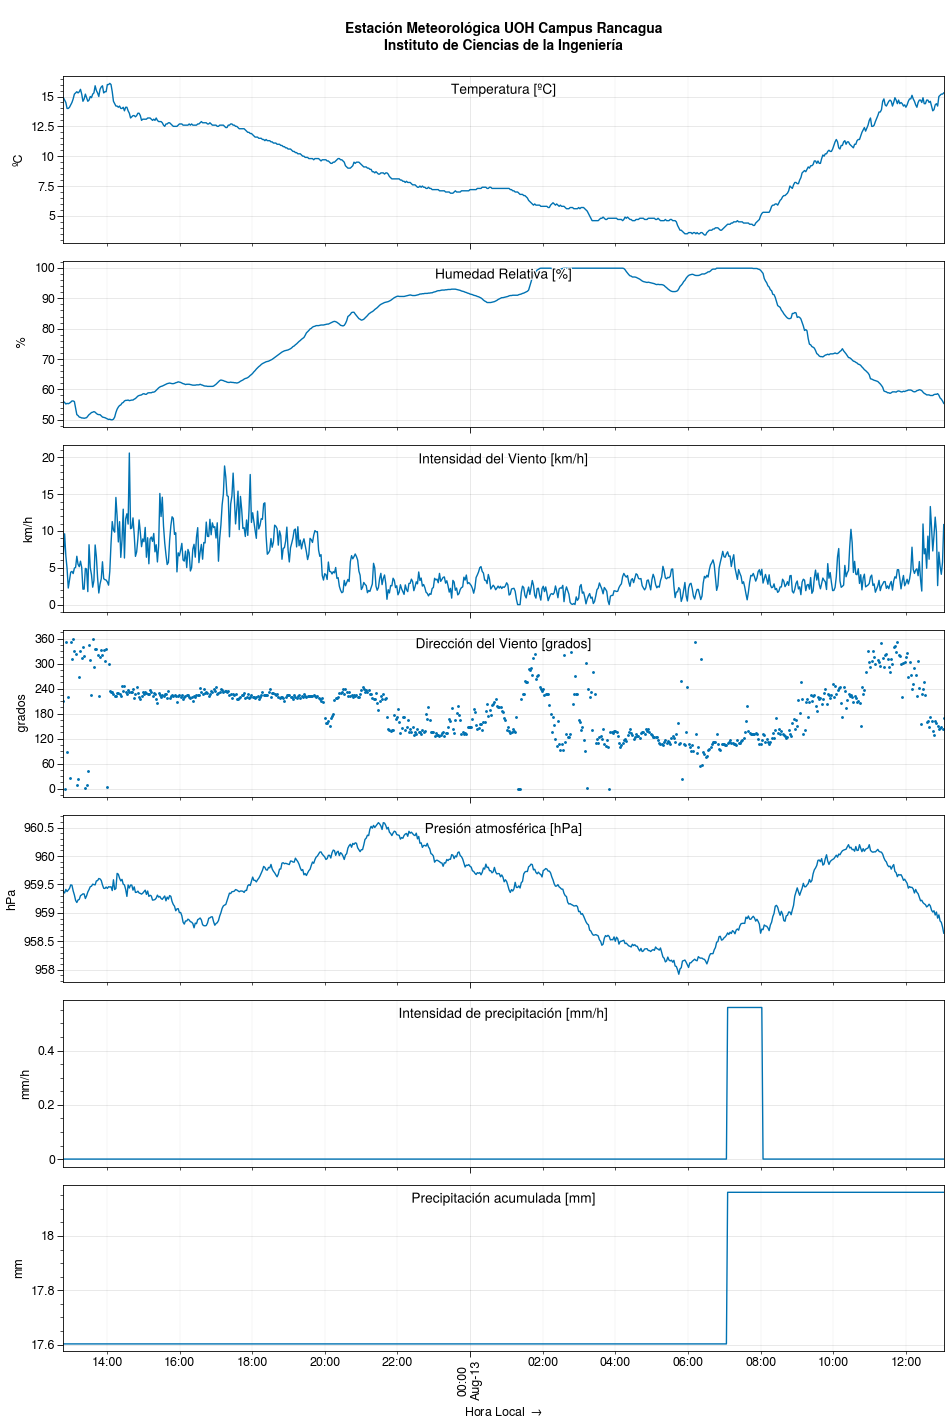 Estación Meteorológica UOH Campus Rancagua
Instituto de Ciencias de la Ingeniería
Temperatura [ºC]
ºC
15
12.5
10
7.5
5
Humedad Relativa [%]
%
100
90
80
70
60
50
Intensidad del Viento [km/h]
km/h
20
15
10
5
0
Dirección del Viento [grados]
grados
360
300
240
180
120
60
0
Presión atmosférica [hPa]
hPa
960.5
960
959.5
959
958.5
958
Intensidad de precipitación [mm/h]
mm/h
0.4
0.2
0
Precipitación acumulada [mm]
mm
18
17.8
17.6
14:00 16:00 18:00 20:00 22:00 00:00 02:00 04:00 06:00 08:00 10:00 12:00
Aug-13
Hora Local →